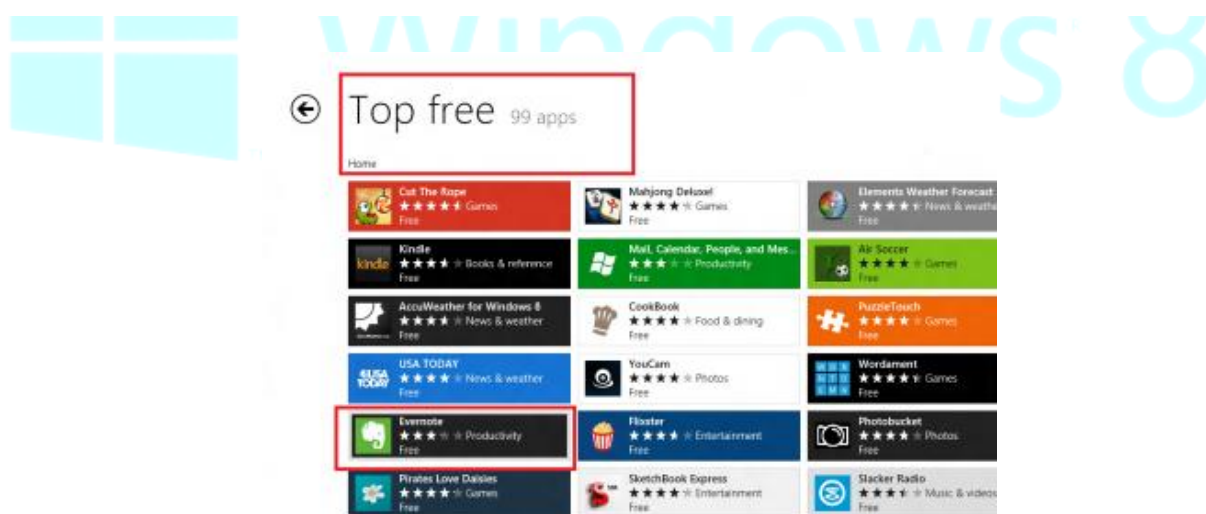 Windows 8
Top free 99 apps
Home
Cut The Rope
Games
Free
Kindle
Books & reference
Free
AccuWeather for Windows 8
News & weather
Free
USA TODAY
News & weather
Free
Evernote
Productivity
Free
Pirates Love Daisies
Games
Free
Mahjong Deluxe!
Games
Free
Mail, Calendar, People, and Mes...
Productivity
Free
CookBook
Food & dining
Free
YouCam
Photos
Free
Flixster
Entertainment
Free
SketchBook Express
Entertainment
Free
Elements Weather Forecast
News & weathe
Free
Air Soccer
Games
Free
PuzzleTouch
Games
Free
Wordament
Games
Free
Photobucket
Photos
Free
Slacker Radio
Music & videos
Free
kindle
USA
TODAY